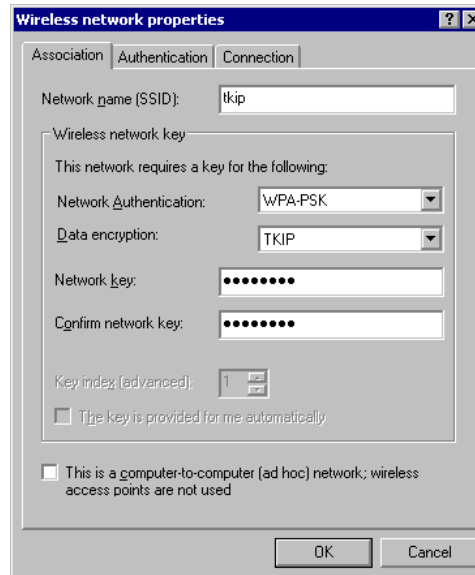 Wireless network properties
Association Authentication Connection
Network name (SSID): tkip
Wireless network key
This network requires a key for the following:
Network Authentication: WPA-PSK
Data encryption: TKIP
Network key: ●●●●●●●●
Confirm network key: ●●●●●●●●
Key index (advanced): 1
The key is provided for me automatically
This is a computer-to-computer (ad hoc) network; wireless
access points are not used
OK Cancel